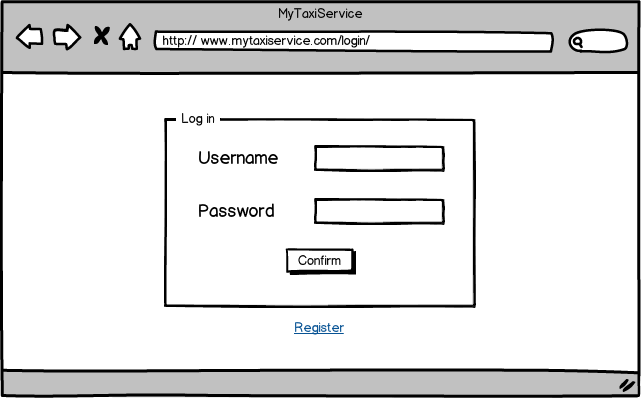 MyTaxiService
http:// www.mytaxiservice.com/login/
Log in
Username
Password
Confirm
Register